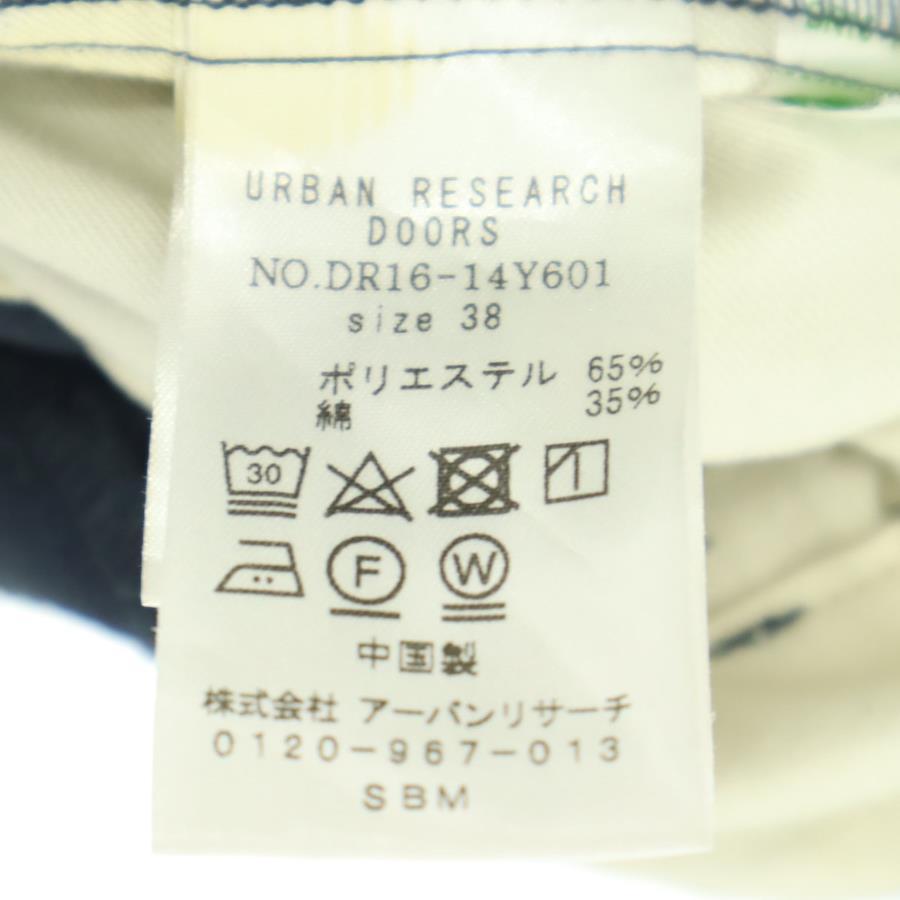 URBAN RESEARCH
DOORS
NO.DR16-14Y601
size 38
ポリエステル 65%
綿 35%
30
F W
中国製
株式会社 アーバンリサーチ
0120-967-013
SBM